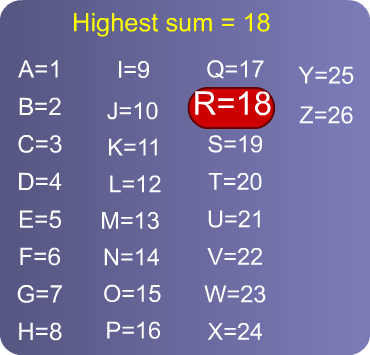 Highest sum = 18
A=1
B=2
C=3
D=4
E=5
F=6
G=7
H=8
I=9
J=10
K=11
L=12
M=13
N=14
O=15
P=16
Q=17
R=18
S=19
T=20
U=21
V=22
W=23
X=24
Y=25
Z=26